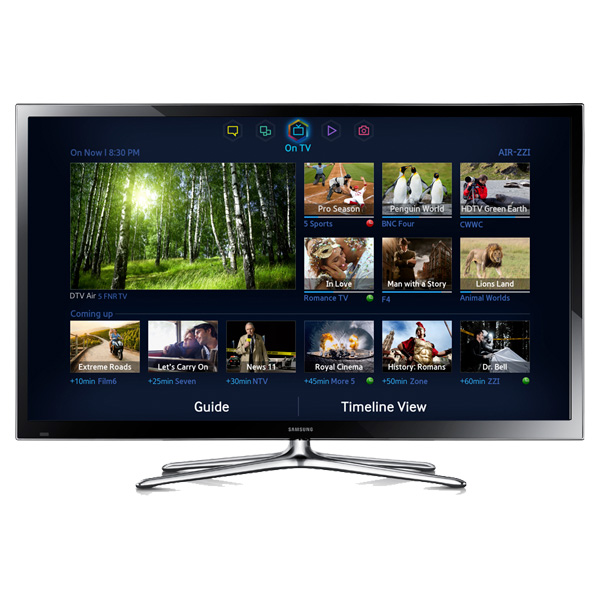 On TV
On Now | 8:30 PM
AIR-ZZI
Pro Season
Penguin World
HDTV Green Earth
5 Sports
BNC Four
CWWC
In Love
Man with a Story
Lions Land
DTV Air 5 FNR TV
Romance TV
F4
Animal Worlds
Coming up
Extreme Roads
Let's Carry On
News 11
Royal Cinema
History: Romans
Dr. Bell
+10min Film6
+25min Seven
+30min NTV
+45min More 5
+50min Zone
+60min ZZI
Guide
Timeline View
SAMSUNG